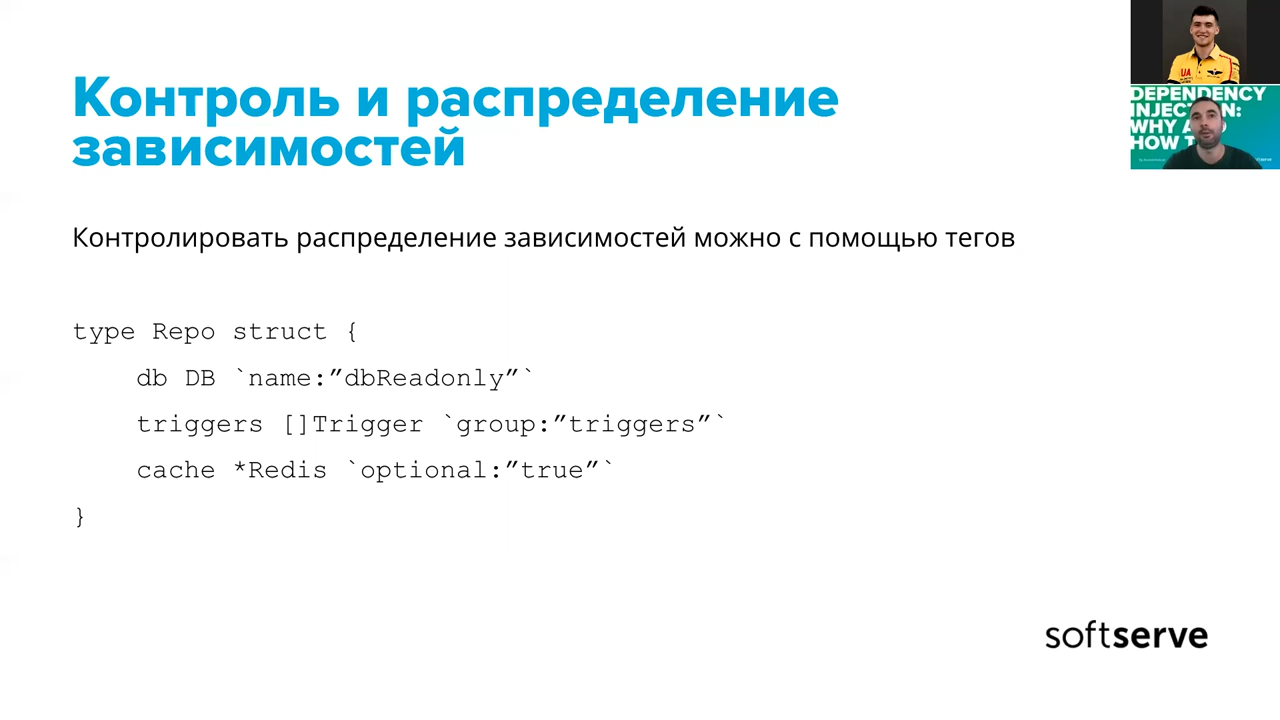 Контроль и распределение
зависимостей
Контролировать распределение зависимостей можно с помощью тегов
type Repo struct {
db DB `name:”dbReadonly”`
triggers []Trigger `group:”triggers”`
cache *Redis `optional:”true”`
}
softserve
UA
DEPENDENCY
WHY
HOW